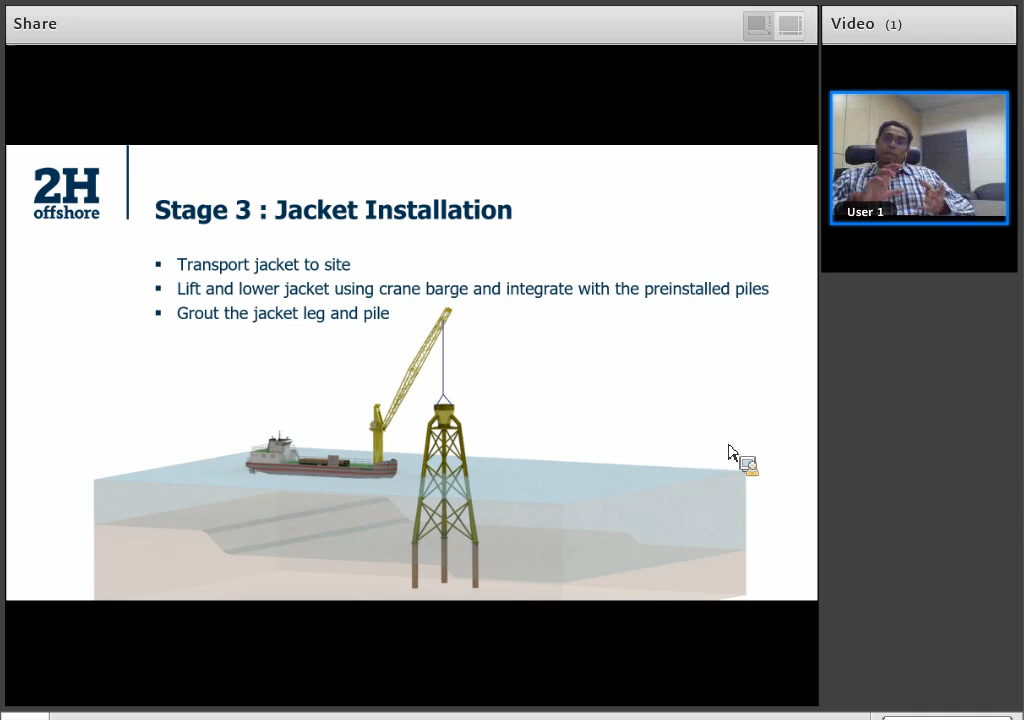 Share
Video (1)
2H
offshore
Stage 3 : Jacket Installation
▪ Transport jacket to site
▪ Lift and lower jacket using crane barge and integrate with the preinstalled piles
▪ Grout the jacket leg and pile
User 1